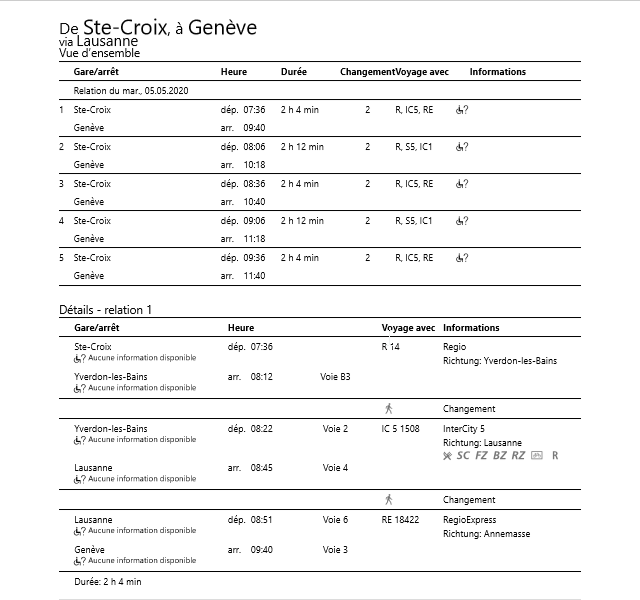 De Ste-Croix, à Genève
via Lausanne
Vue d'ensemble
Gare/arrêt Heure Durée Changement Voyage avec Informations
Relation du mar., 05.05.2020
1 Ste-Croix dép. 07:36 2 h 4 min 2 R, IC5, RE ?
Genève arr. 09:40
2 Ste-Croix dép. 08:06 2 h 12 min 2 R, S5, IC1 ?
Genève arr. 10:18
3 Ste-Croix dép. 08:36 2 h 4 min 2 R, IC5, RE ?
Genève arr. 10:40
4 Ste-Croix dép. 09:06 2 h 12 min 2 R, S5, IC1 ?
Genève arr. 11:18
5 Ste-Croix dép. 09:36 2 h 4 min 2 R, IC5, RE ?
Genève arr. 11:40
Détails - relation 1
Gare/arrêt Heure Voyage avec Informations
Ste-Croix dép. 07:36 R 14 Regio
? Aucune information disponible Richtung: Yverdon-les-Bains
Yverdon-les-Bains arr. 08:12 Voie B3
? Aucune information disponible
Changement
Yverdon-les-Bains dép. 08:22 Voie 2 IC 5 1508 InterCity 5
? Aucune information disponible Richtung: Lausanne
SC FZ BZ RZ R
Lausanne arr. 08:45 Voie 4
? Aucune information disponible
Changement
Lausanne dép. 08:51 Voie 6 RE 18422 RegioExpress
? Aucune information disponible Richtung: Annemasse
Genève arr. 09:40 Voie 3
? Aucune information disponible
Durée: 2 h 4 min